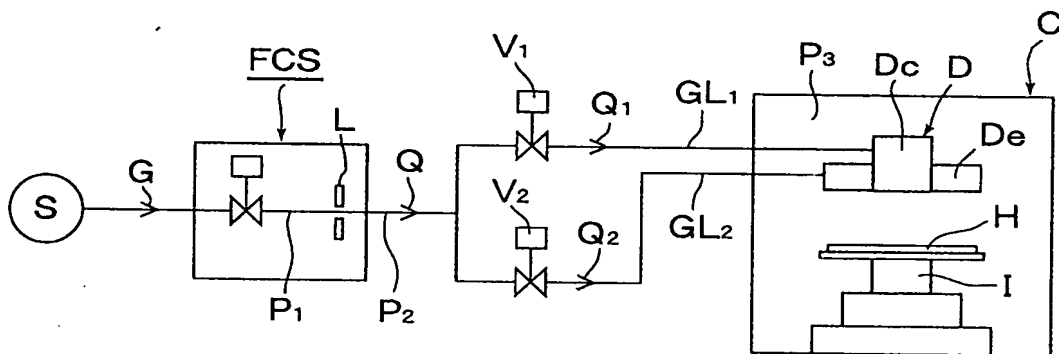 C
V₁
P₃
Dc
D
FCS
GL₁
Q₁
De
L
G
Q
S
V₂
H
GL₂
Q₂
I
P₁
P₂